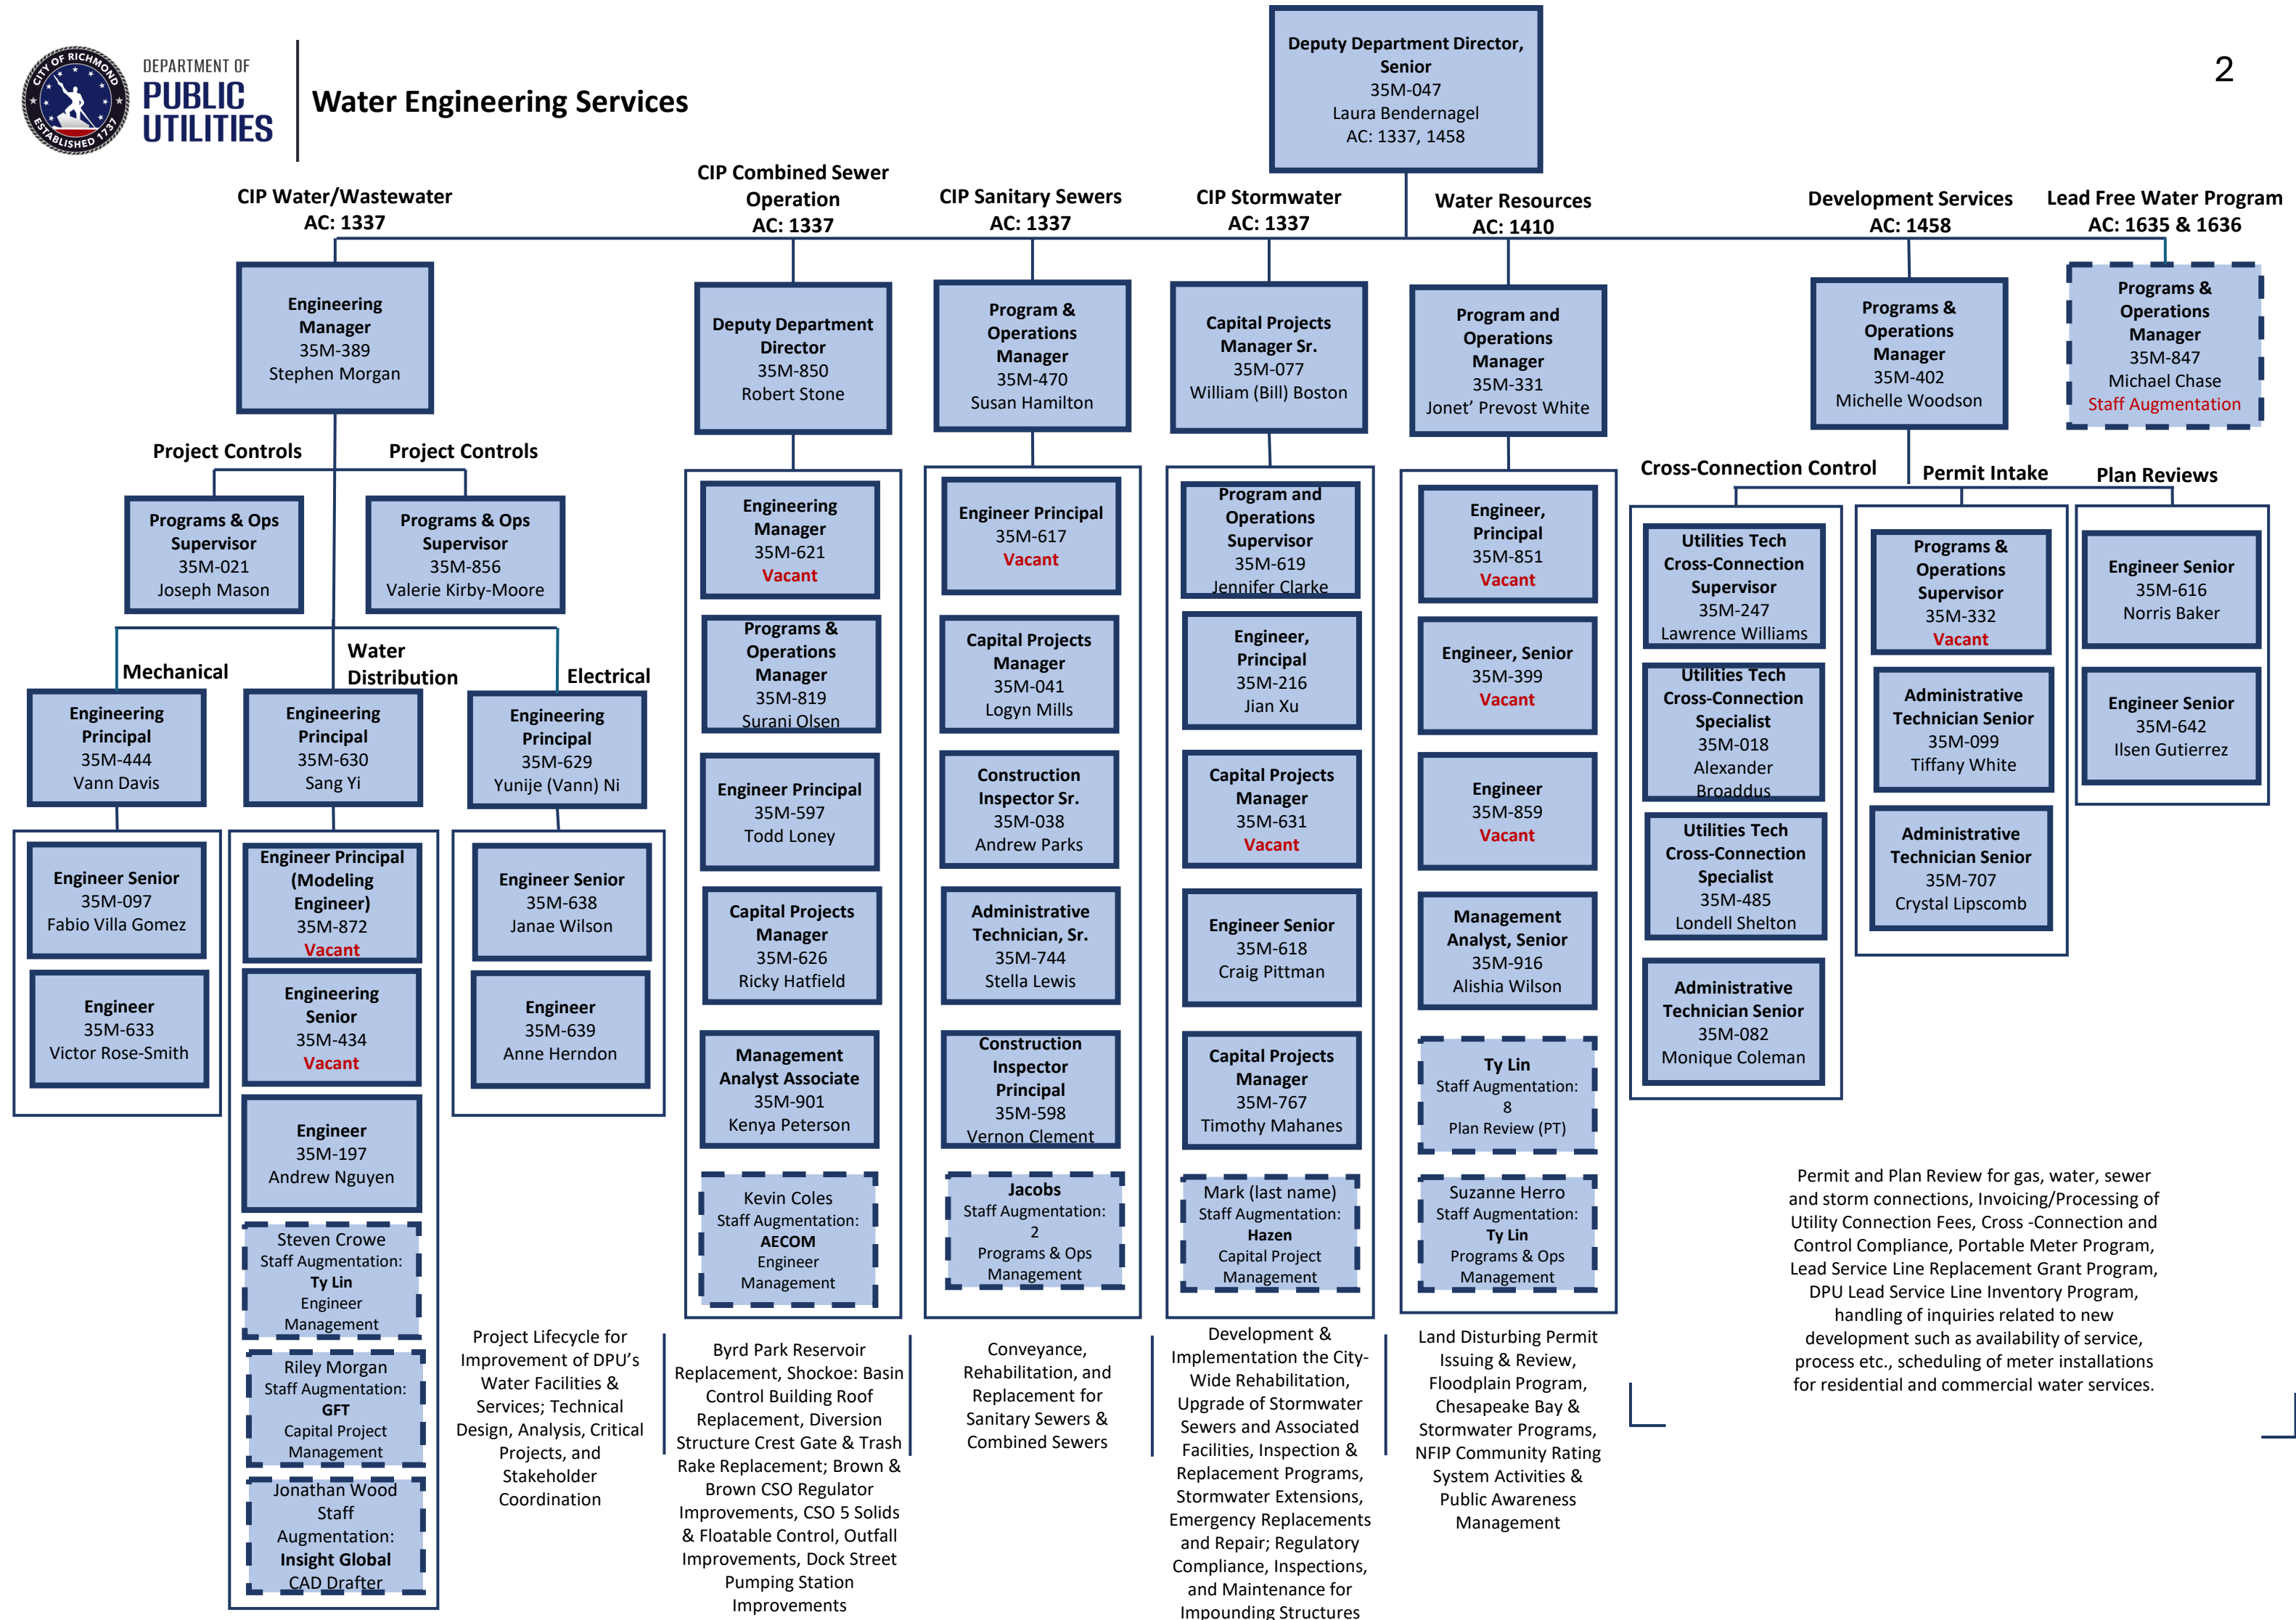 CITY OF RICHMOND
ESTABLISHED 1737
DEPARTMENT OF
PUBLIC
UTILITIES
Water Engineering Services
2
Deputy Department Director,
Senior
35M-047
Laura Bendernagel
AC: 1337, 1458
CIP Water/Wastewater
AC: 1337
Engineering
Manager
35M-389
Stephen Morgan
Project Controls
Programs & Ops
Supervisor
35M-021
Joseph Mason
Project Controls
Programs & Ops
Supervisor
35M-856
Valerie Kirby-Moore
Mechanical
Engineering
Principal
35M-444
Vann Davis
Engineer Senior
35M-097
Fabio Villa Gomez
Engineer
35M-633
Victor Rose-Smith
Water
Distribution
Engineering
Principal
35M-630
Sang Yi
Engineer Principal
(Modeling
Engineer)
35M-872
Vacant
Engineering
Senior
35M-434
Vacant
Engineer
35M-197
Andrew Nguyen
Steven Crowe
Staff Augmentation:
Ty Lin
Engineer
Management
Riley Morgan
Staff Augmentation:
GFT
Capital Project
Management
Jonathan Wood
Staff
Augmentation:
Insight Global
CAD Drafter
Electrical
Engineering
Principal
35M-629
Yunije (Vann) Ni
Engineer Senior
35M-638
Janae Wilson
Engineer
35M-639
Anne Herndon
Project Lifecycle for
Improvement of DPU’s
Water Facilities &
Services; Technical
Design, Analysis, Critical
Projects, and
Stakeholder
Coordination
CIP Combined Sewer
Operation
AC: 1337
Deputy Department
Director
35M-850
Robert Stone
Engineering
Manager
35M-621
Vacant
Programs &
Operations
Manager
35M-819
Surani Olsen
Engineer Principal
35M-597
Todd Loney
Capital Projects
Manager
35M-626
Ricky Hatfield
Management
Analyst Associate
35M-901
Kenya Peterson
Kevin Coles
Staff Augmentation:
AECOM
Engineer
Management
Byrd Park Reservoir
Replacement, Shockoe: Basin
Control Building Roof
Replacement, Diversion
Structure Crest Gate & Trash
Rake Replacement; Brown &
Brown CSO Regulator
Improvements, CSO 5 Solids
& Floatable Control, Outfall
Improvements, Dock Street
Pumping Station
Improvements
CIP Sanitary Sewers
AC: 1337
Program &
Operations
Manager
35M-470
Susan Hamilton
Engineer Principal
35M-617
Vacant
Capital Projects
Manager
35M-041
Logyn Mills
Construction
Inspector Sr.
35M-038
Andrew Parks
Administrative
Technician, Sr.
35M-744
Stella Lewis
Construction
Inspector
Principal
35M-598
Vernon Clement
Jacobs
Staff Augmentation:
2
Programs & Ops
Management
Conveyance,
Rehabilitation, and
Replacement for
Sanitary Sewers &
Combined Sewers
CIP Stormwater
AC: 1337
Capital Projects
Manager Sr.
35M-077
William (Bill) Boston
Program and
Operations
Supervisor
35M-619
Jennifer Clarke
Engineer,
Principal
35M-216
Jian Xu
Capital Projects
Manager
35M-631
Vacant
Engineer Senior
35M-618
Craig Pittman
Capital Projects
Manager
35M-767
Timothy Mahanes
Mark (last name)
Staff Augmentation:
Hazen
Capital Project
Management
Development &
Implementation the City-
Wide Rehabilitation,
Upgrade of Stormwater
Sewers and Associated
Facilities, Inspection &
Replacement Programs,
Stormwater Extensions,
Emergency Replacements
and Repair; Regulatory
Compliance, Inspections,
and Maintenance for
Impounding Structures
Water Resources
AC: 1410
Program and
Operations
Manager
35M-331
Jonet’ Prevost White
Engineer,
Principal
35M-851
Vacant
Engineer, Senior
35M-399
Vacant
Engineer
35M-859
Vacant
Management
Analyst, Senior
35M-916
Alishia Wilson
Ty Lin
Staff Augmentation:
8
Plan Review (PT)
Suzanne Herro
Staff Augmentation:
Ty Lin
Programs & Ops
Management
Land Disturbing Permit
Issuing & Review,
Floodplain Program,
Chesapeake Bay &
Stormwater Programs,
NFIP Community Rating
System Activities &
Public Awareness
Management
Development Services
AC: 1458
Programs &
Operations
Manager
35M-402
Michelle Woodson
Cross-Connection Control
Utilities Tech
Cross-Connection
Supervisor
35M-247
Lawrence Williams
Utilities Tech
Cross-Connection
Specialist
35M-018
Alexander
Broaddus
Utilities Tech
Cross-Connection
Specialist
35M-485
Londell Shelton
Administrative
Technician Senior
35M-082
Monique Coleman
Permit Intake
Programs &
Operations
Supervisor
35M-332
Vacant
Administrative
Technician Senior
35M-099
Tiffany White
Administrative
Technician Senior
35M-707
Crystal Lipscomb
Plan Reviews
Engineer Senior
35M-616
Norris Baker
Engineer Senior
35M-642
Ilsen Gutierrez
Permit and Plan Review for gas, water, sewer
and storm connections, Invoicing/Processing of
Utility Connection Fees, Cross -Connection and
Control Compliance, Portable Meter Program,
Lead Service Line Replacement Grant Program,
DPU Lead Service Line Inventory Program,
handling of inquiries related to new
development such as availability of service,
process etc., scheduling of meter installations
for residential and commercial water services.
Lead Free Water Program
AC: 1635 & 1636
Programs &
Operations
Manager
35M-847
Michael Chase
Staff Augmentation